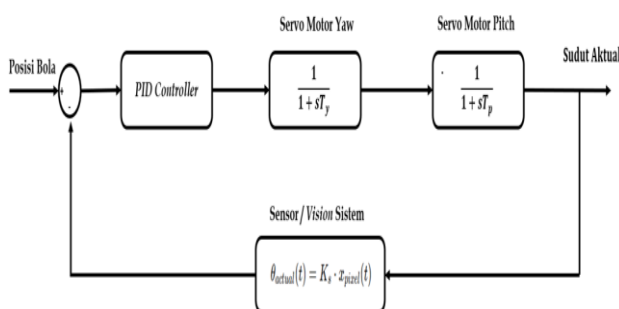 Servo Motor Yaw
Servo Motor Pitch
Posisi Bola
Sudut Aktual
+
-
PID Controller
1
1 + sT_y
1
1 + sT_p
Sensor/Vision Sistem
θ_actual(t) = K_s · x_pixel(t)